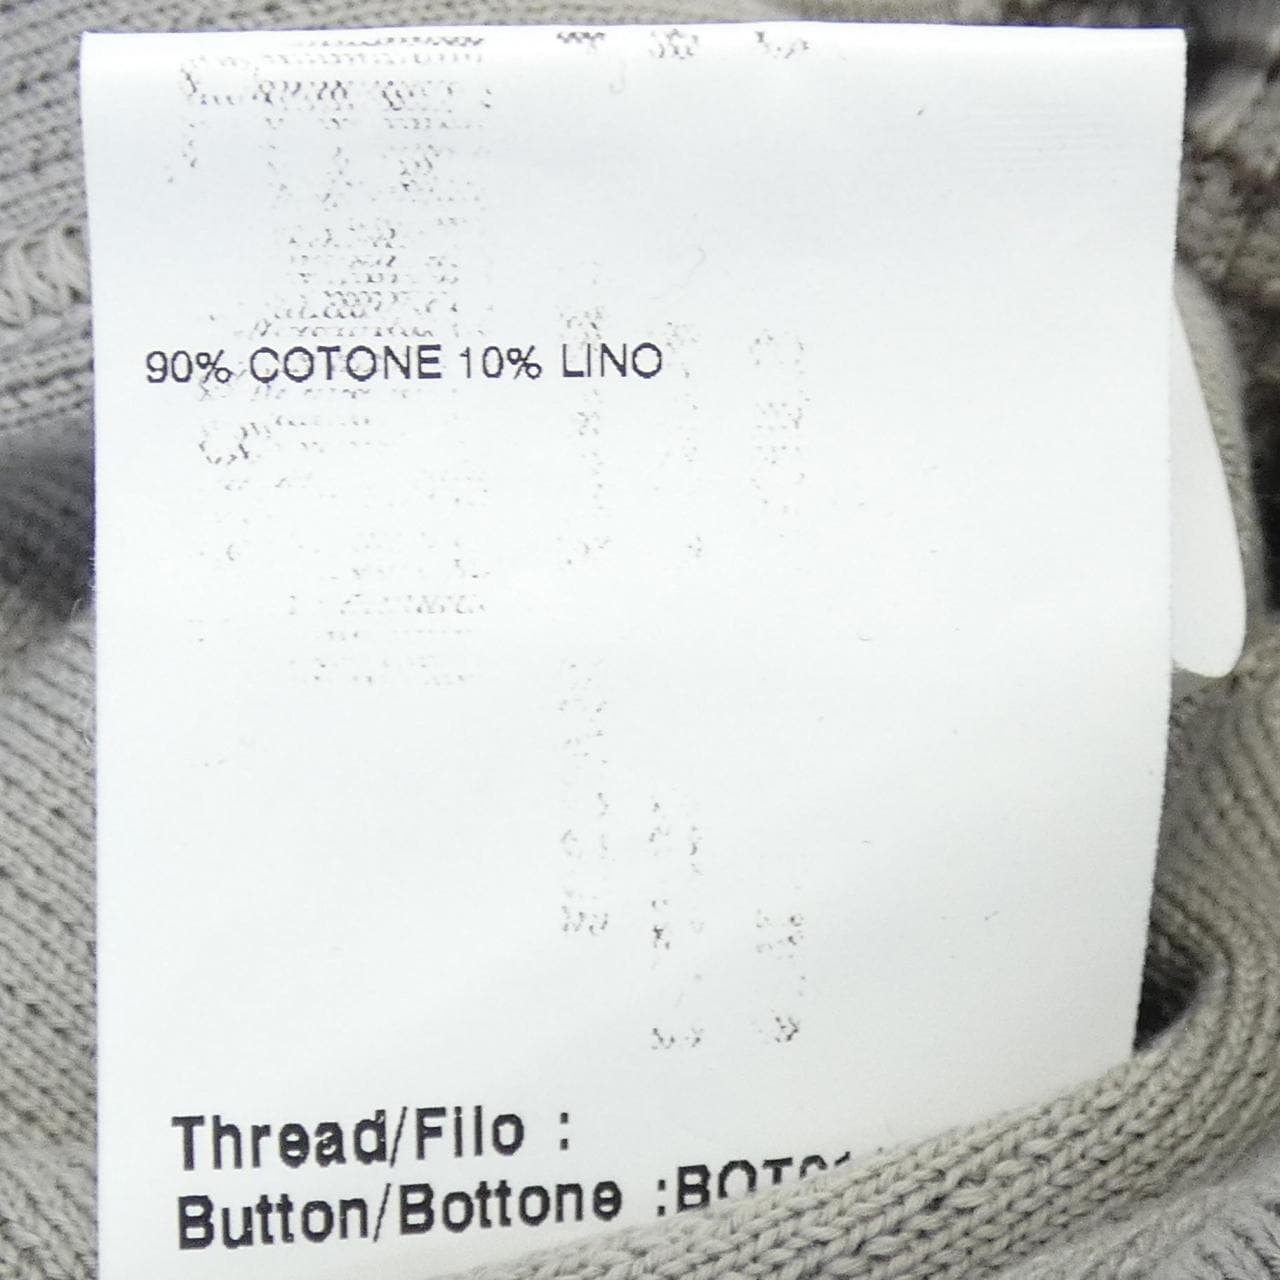 90% COTONE 10% LINO
Thread/Filo :
Button/Bottone :